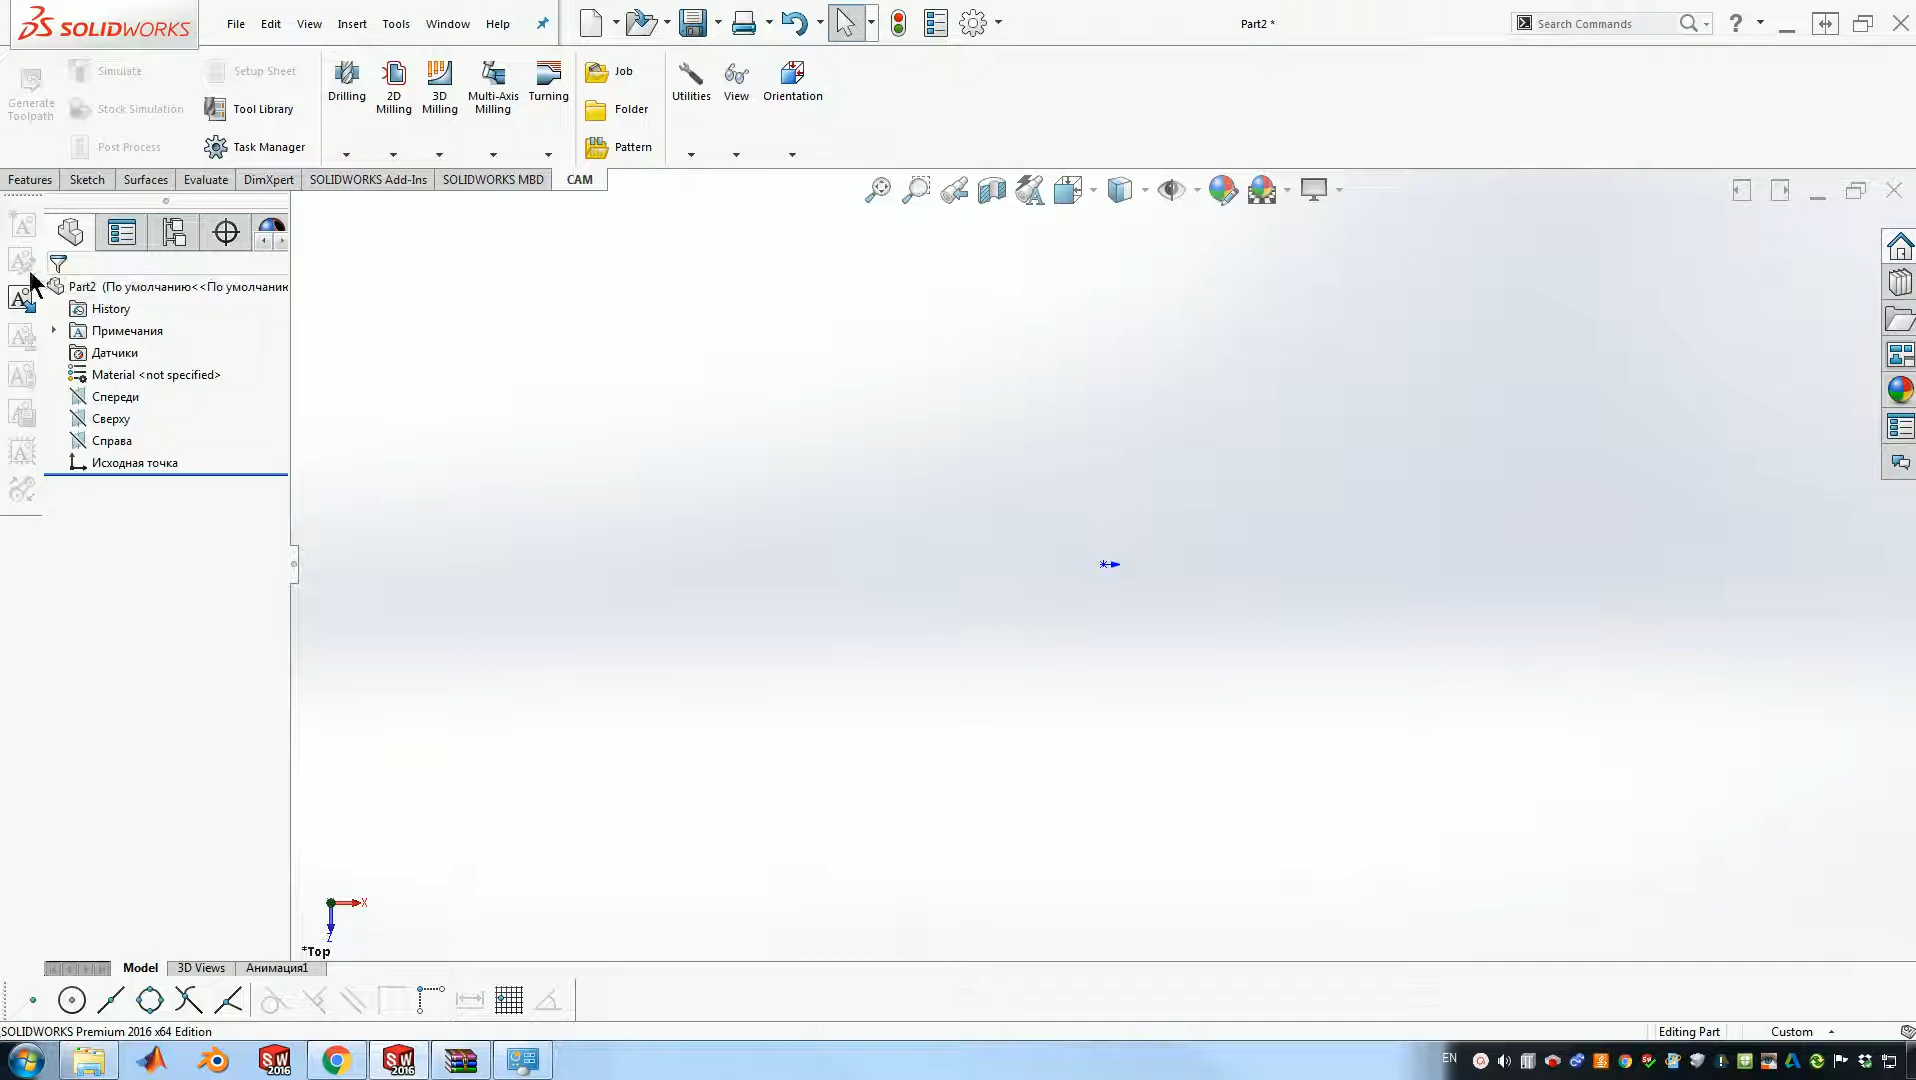 SOLIDWORKS
File Edit View Insert Tools Window Help
Part2 *
Search Commands
?
Generate Toolpath
Simulate
Stock Simulation
Post Process
Setup Sheet
Tool Library
Task Manager
Drilling
2D Milling
3D Milling
Multi-Axis Milling
Turning
Job
Folder
Pattern
Utilities
View
Orientation
Features Sketch Surfaces Evaluate DimXpert SOLIDWORKS Add-Ins SOLIDWORKS MBD CAM
Part2 (По умолчанию<<По умолчани
History
Примечания
Датчики
Material <not specified>
Спереди
Сверху
Справа
Исходная точка
X
Z
*Top
Model 3D Views Анимация1
SOLIDWORKS Premium 2016 x64 Edition
Editing Part
Custom
SW 2016
SW 2016
EN